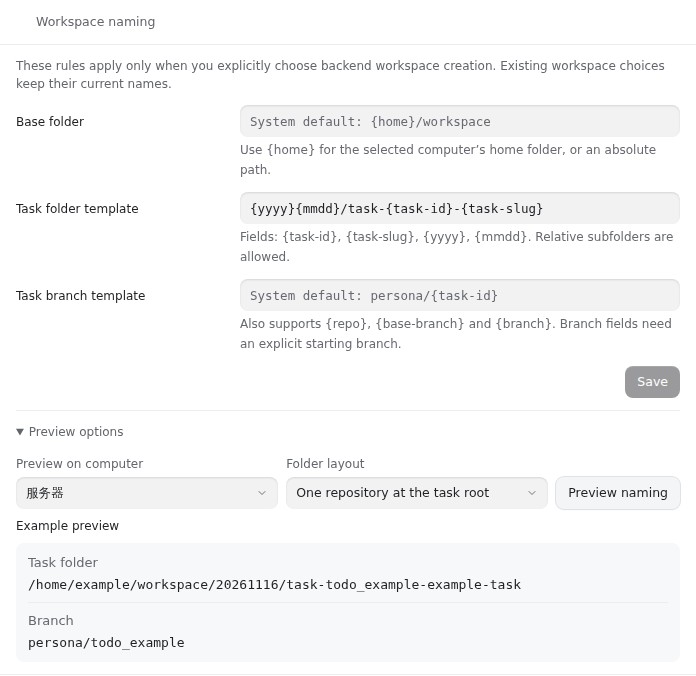 Workspace naming
These rules apply only when you explicitly choose backend workspace creation. Existing workspace choices
keep their current names.
Base folder
System default: {home}/workspace
Use {home} for the selected computer’s home folder, or an absolute
path.
Task folder template
{yyyy}{mmdd}/task-{task-id}-{task-slug}
Fields: {task-id}, {task-slug}, {yyyy}, {mmdd}. Relative subfolders are
allowed.
Task branch template
System default: persona/{task-id}
Also supports {repo}, {base-branch} and {branch}. Branch fields need
an explicit starting branch.
Save
Preview options
Preview on computer
Folder layout
服务器
One repository at the task root
Preview naming
Example preview
Task folder
/home/example/workspace/20261116/task-todo_example-example-task
Branch
persona/todo_example